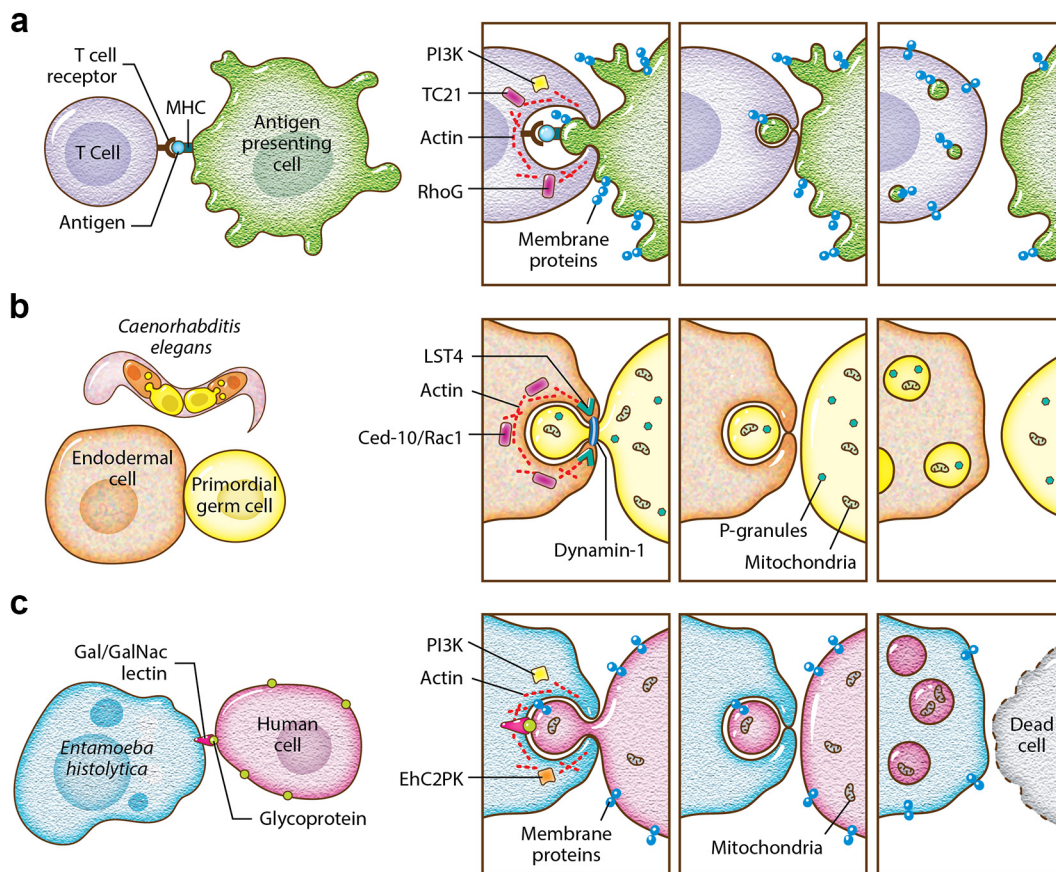 a
T cell
receptor
MHC
T Cell
Antigen
presenting
cell
Antigen
PI3K
TC21
Actin
RhoG
Membrane
proteins
b
Caenorhabditis
elegans
Endodermal
cell
Primordial
germ cell
LST4
Actin
Ced-10/Rac1
Dynamin-1
P-granules
Mitochondria
c
Gal/GalNac
lectin
Entamoeba
histolytica
Human
cell
Glycoprotein
PI3K
Actin
EhC2PK
Membrane
proteins
Mitochondria
Dead
cell